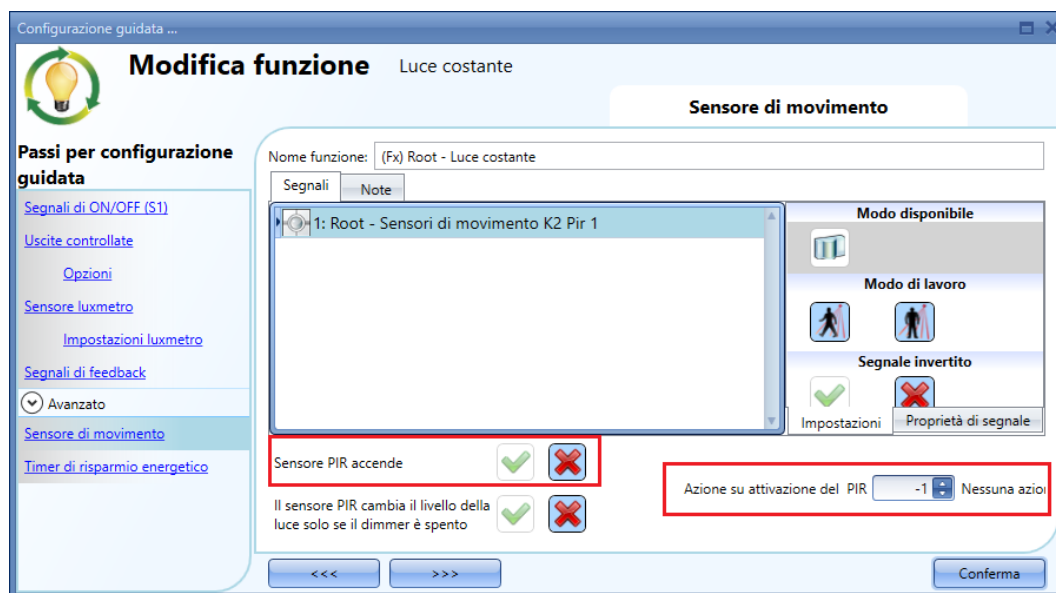 Configurazione guidata ...
Modifica funzione Luce costante
Sensore di movimento
Passi per configurazione guidata
Segnali di ON/OFF (S1)
Uscite controllate
Opzioni
Sensore luxmetro
Impostazioni luxmetro
Segnali di feedback
Avanzato
Sensore di movimento
Timer di risparmio energetico
Nome funzione: (Fx) Root - Luce costante
Segnali Note
1: Root - Sensori di movimento K2 Pir 1
Modo disponibile
Modo di lavoro
Segnale invertito
Impostazioni Proprietà di segnale
Sensore PIR accende
Azione su attivazione del PIR -1 Nessuna azior
Il sensore PIR cambia il livello della
luce solo se il dimmer è spento
<<< >>> Conferma